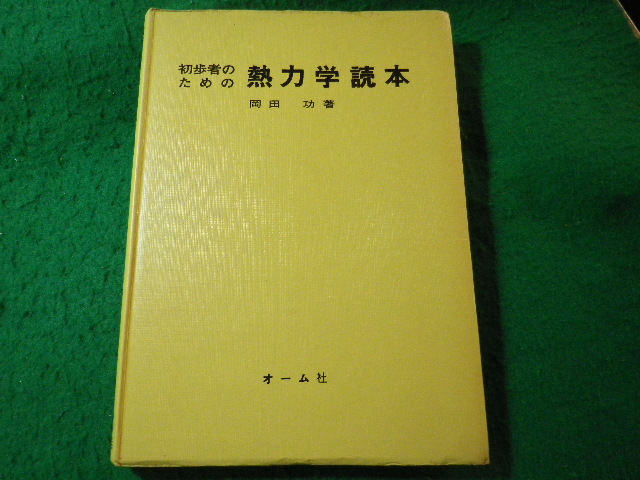 初歩者の
ための
熱力学読本
岡田 功著
オーム社